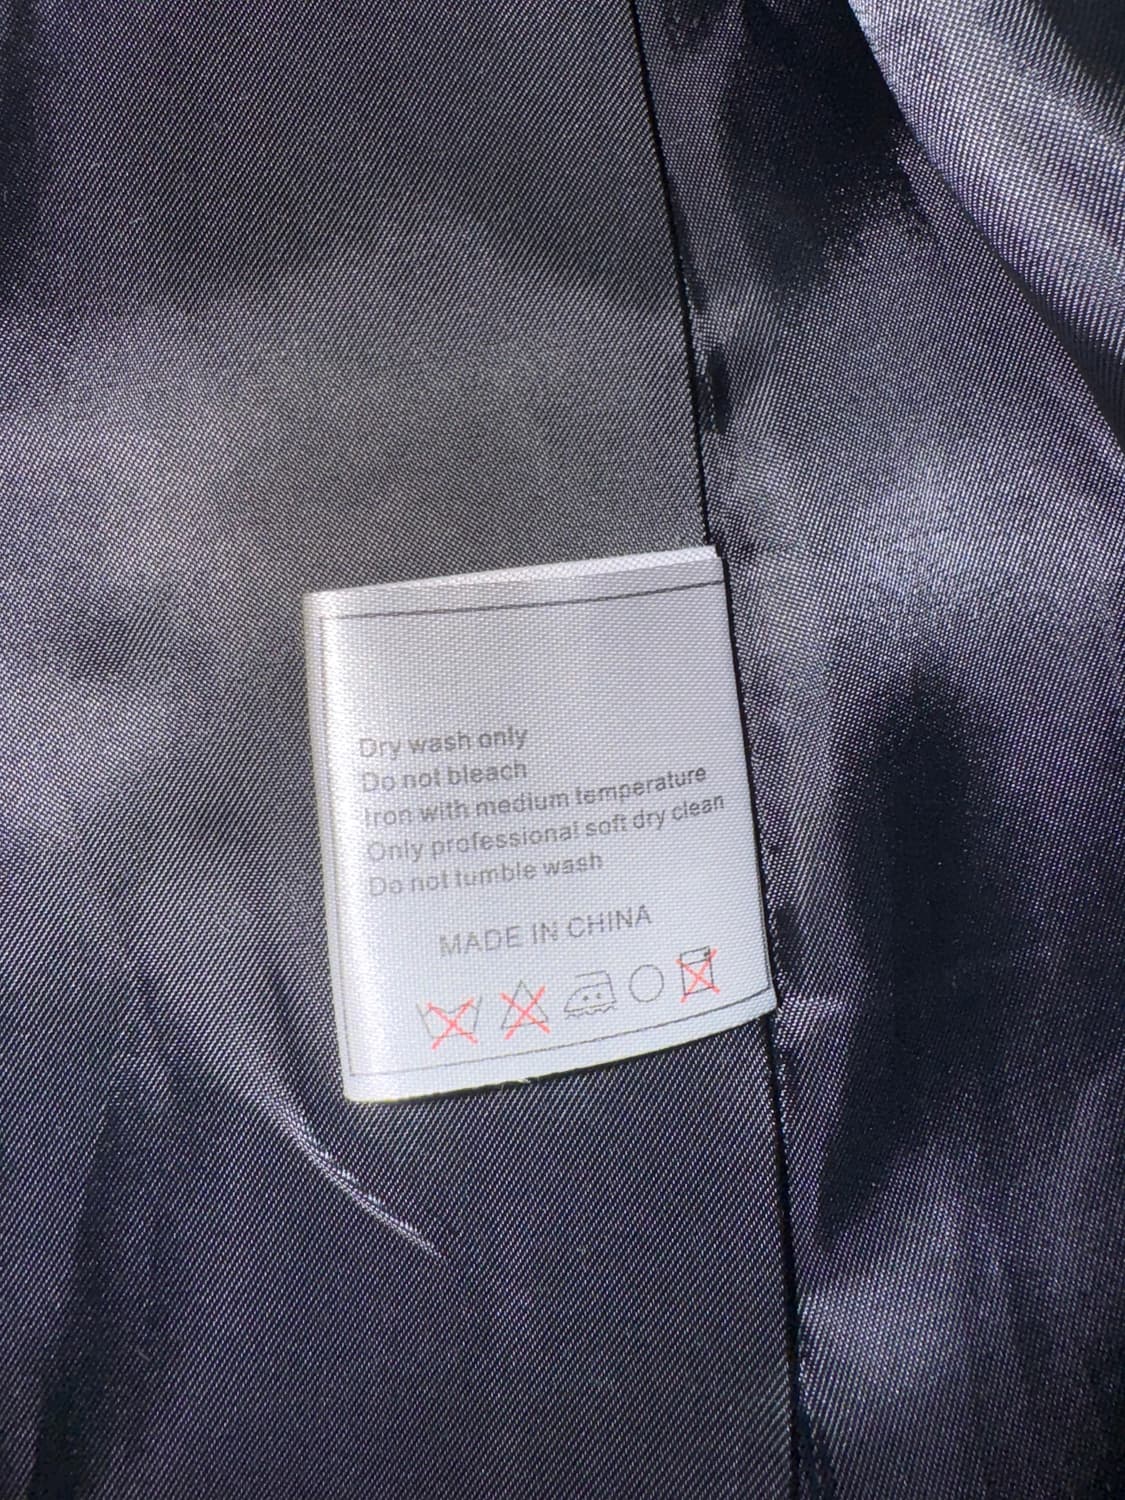 Dry wash only
Do not bleach
Iron with medium temperature
Only professional soft dry clean
Do not tumble wash
MADE IN CHINA